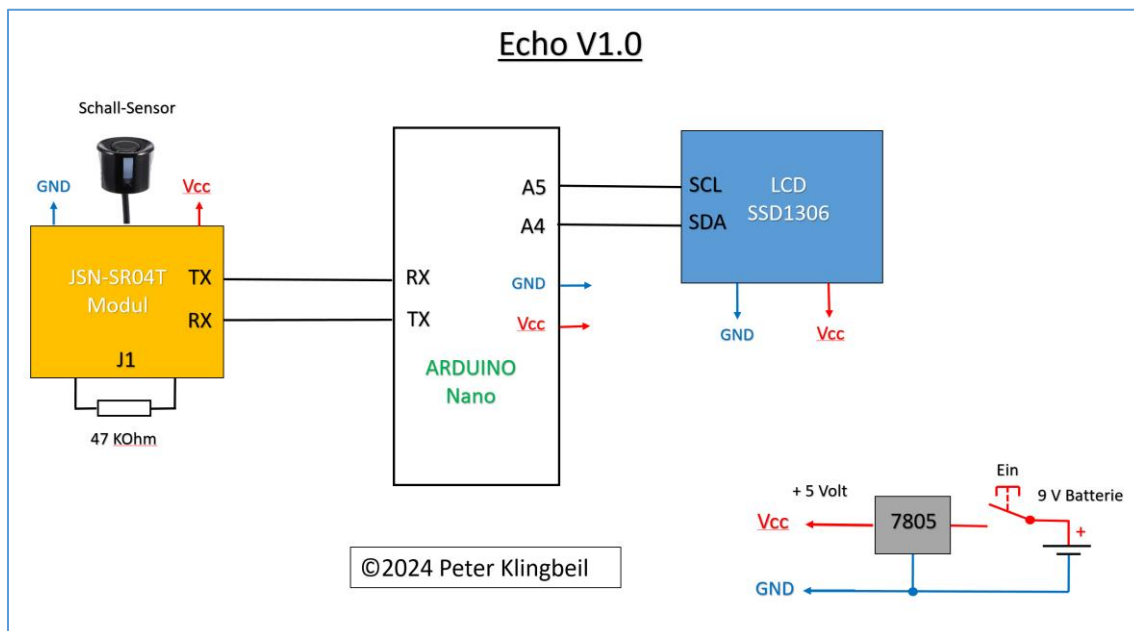 Echo V1.0
Schall-Sensor
GND
Vcc
JSN-SR04T
Modul
TX
RX
J1
47 KOhm
RX
TX
A5
A4
GND
Vcc
ARDUINO
Nano
SCL
SDA
LCD
SSD1306
GND
Vcc
Ein
+ 5 Volt
9 V Batterie
Vcc
7805
+
GND
©2024 Peter Klingbeil